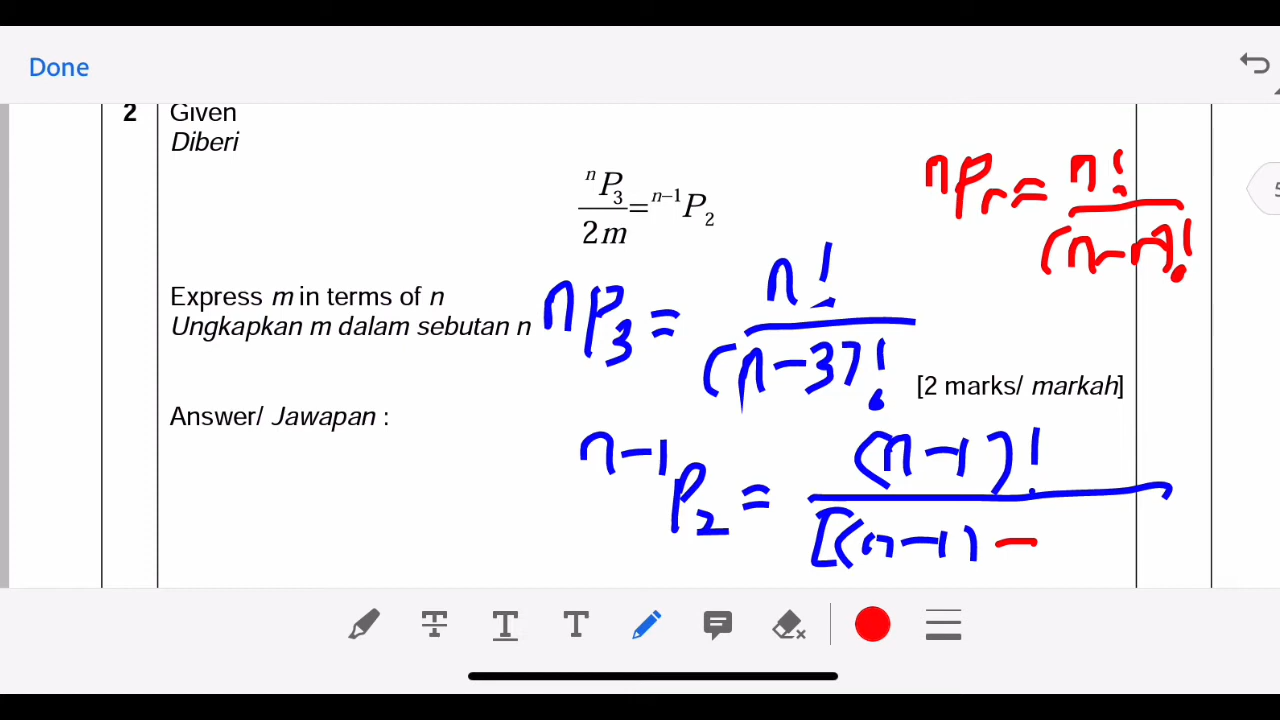 Done
2 Given
Diberi
nPr = n!/(n-r)!
ⁿP₃/2m = ⁿ⁻¹P₂
Express m in terms of n
Ungkapkan m dalam sebutan n
nP₃ = n!/(n-3)!
[2 marks/ markah]
Answer/ Jawapan :
ⁿ⁻¹P₂ = (n-1)!/[(n-1) -